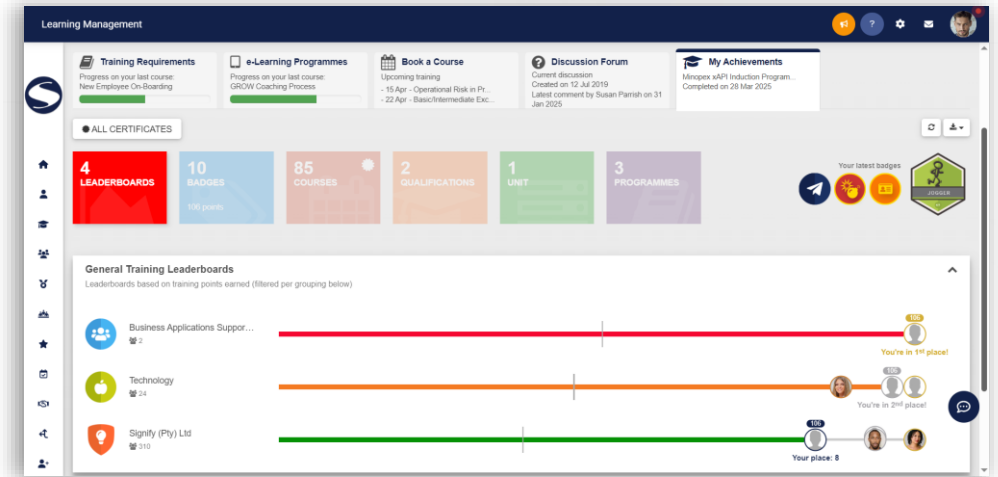 Learning Management
?
Training Requirements
Progress on your last course:
New Employee On-Boarding
e-Learning Programmes
Progress on your last course:
GROW Coaching Process
Book a Course
Upcoming training
- 15 Apr - Operational Risk in Pr...
- 22 Apr - Basic/Intermediate Exc...
Discussion Forum
Current discussion
Created on 12 Jul 2019
Latest comment by Susan Parrish on 31
Jan 2025
My Achievements
Minopex xAPI Induction Program...
Completed on 28 Mar 2025
ALL CERTIFICATES
4
LEADERBOARDS
10
BADGES
106 points
85
COURSES
2
QUALIFICATIONS
1
UNIT
3
PROGRAMMES
Your latest badges
JOGGER
General Training Leaderboards
Leaderboards based on training points earned (filtered per grouping below)
Business Applications Suppor...
2
106
You're in 1st place!
Technology
24
106
You're in 2nd place!
Signify (Pty) Ltd
310
106
Your place: 8